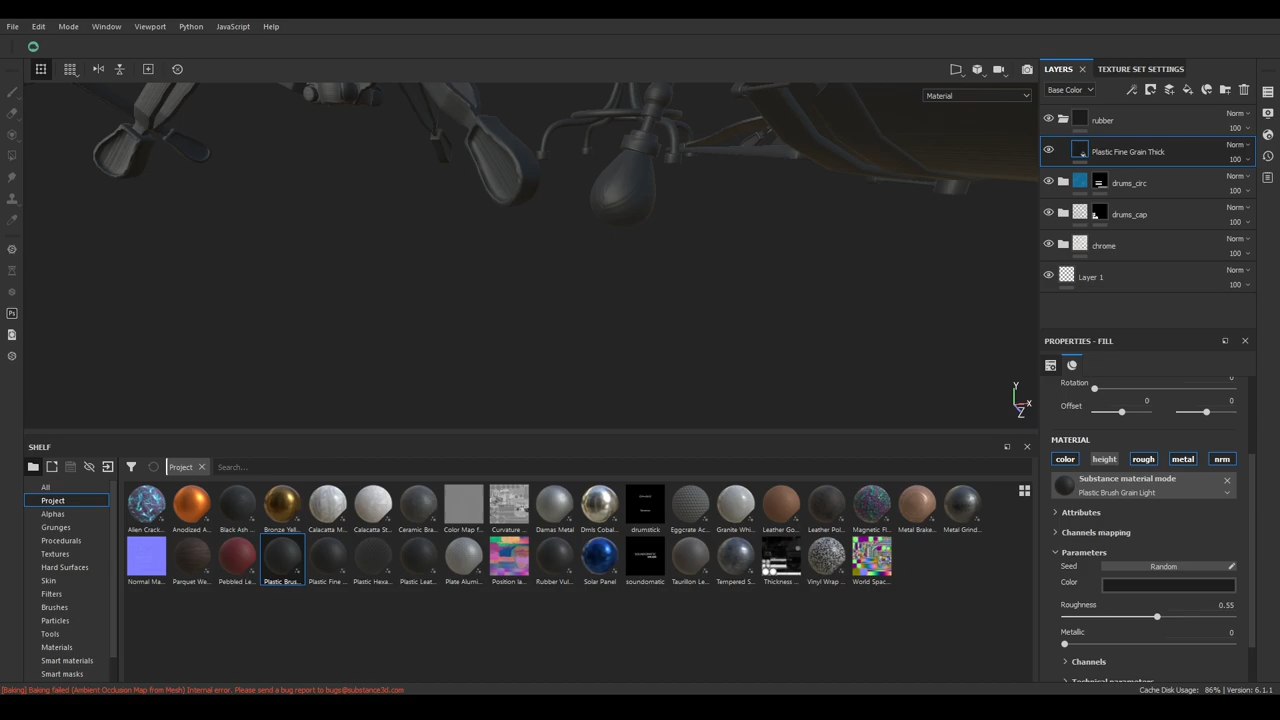 File Edit Mode Window Viewport Python JavaScript Help
Material
LAYERS TEXTURE SET SETTINGS
Base Color
rubber Norm 100
Plastic Fine Grain Thick Norm 100
drums_circ Norm 100
drums_cap Norm 100
chrome Norm 100
Layer 1 Norm 100
Y
X
Z
PROPERTIES - FILL
Rotation 0
Offset 0 0
MATERIAL
color height rough metal nrm
Substance material mode
Plastic Brush Grain Light
Attributes
Channels mapping
Parameters
Seed Random
Color
Roughness 0.55
Metallic 0
Channels
Technical parameters
SHELF
Project Search...
All
Project
Alphas
Grunges
Procedurals
Textures
Hard Surfaces
Skin
Filters
Brushes
Particles
Tools
Materials
Smart materials
Smart masks
Alien Crack... Anodized A... Black Ash ... Bronze Yell... Calacatta M... Calacatta S... Ceramic Bra... Color Map f... Curvature ... Damas Metal Dmls Cobal... drumstick Eggcrate Ac... Granite Whi... Leather Go... Leather Pol... Magnetic Fl... Metal Brake... Metal Grind...
Normal Ma... Parquet We... Pebbled Le... Plastic Brus... Plastic Fine ... Plastic Hexa... Plastic Leat... Plate Alumi... Position Ja... Rubber Vul... Solar Panel soundomatic Taurillon Le... Tempered S... Thickness ... Vinyl Wrap ... World Spac...
[Baking] Baking failed (Ambient Occlusion Map from Mesh) Internal error. Please send a bug report to bugs@substance3d.com
Cache Disk Usage: 86% | Version: 6.1.1